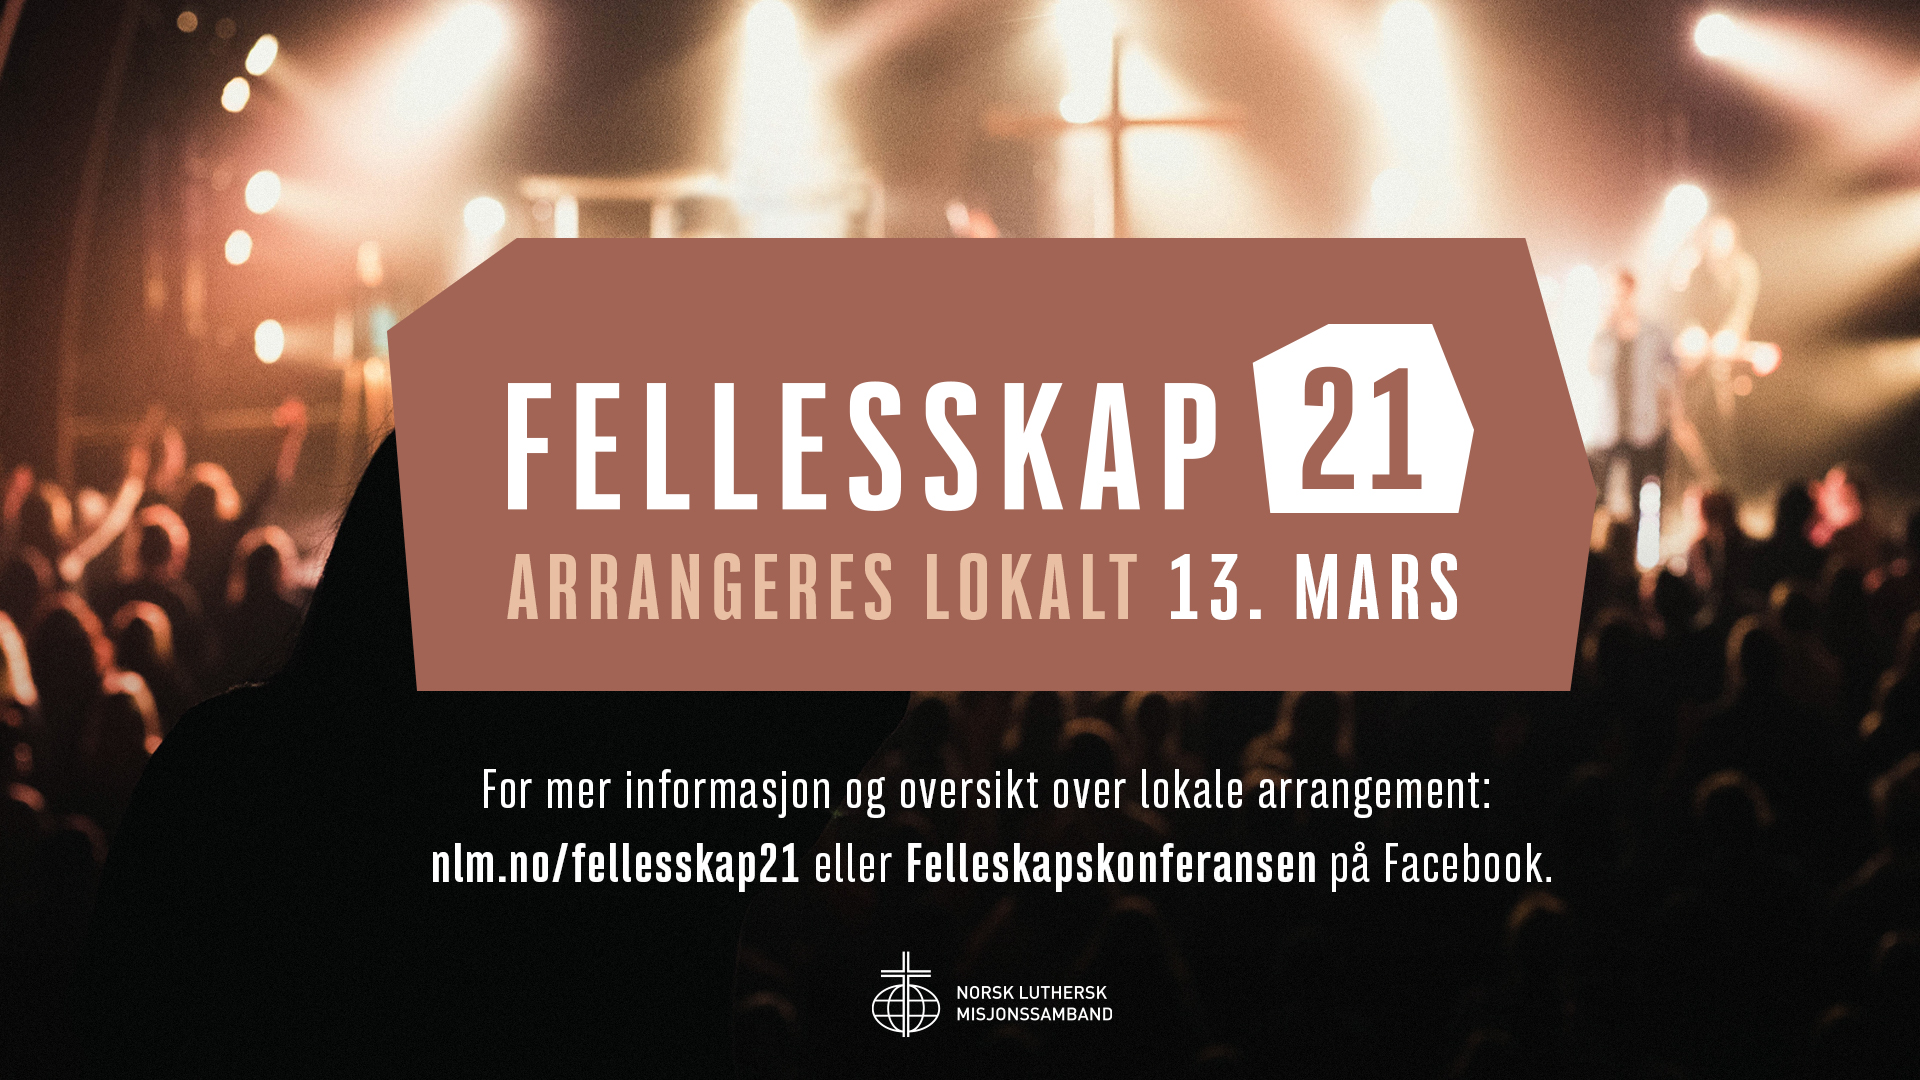 FELLESSKAP 21
ARRANGERES LOKALT 13. MARS
For mer informasjon og oversikt over lokale arrangement:
nlm.no/fellesskap21 eller Felleskapskonferansen på Facebook.
NORSK LUTHERSK
MISJONSSAMBAND